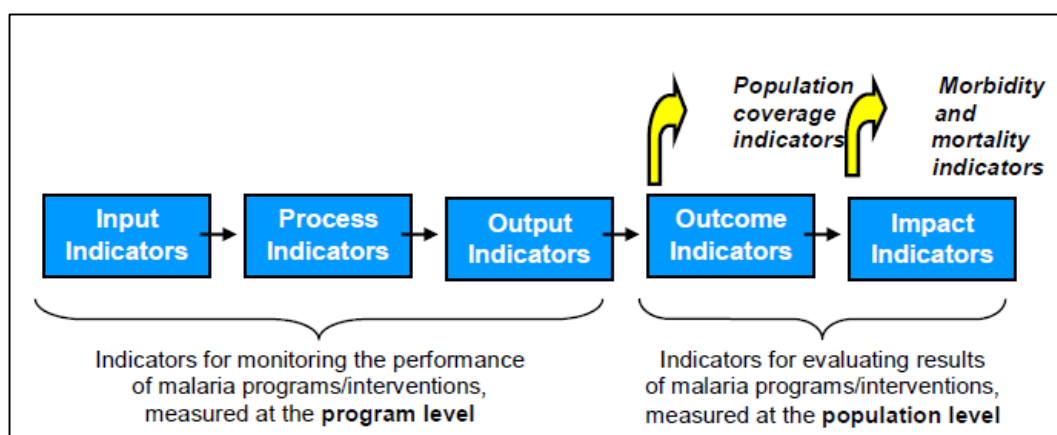 Population
coverage
indicators
Morbidity
and
mortality
indicators
Input
Indicators
Process
Indicators
Output
Indicators
Outcome
Indicators
Impact
Indicators
Indicators for monitoring the performance
of malaria programs/interventions,
measured at the program level
Indicators for evaluating results
of malaria programs/interventions,
measured at the population level